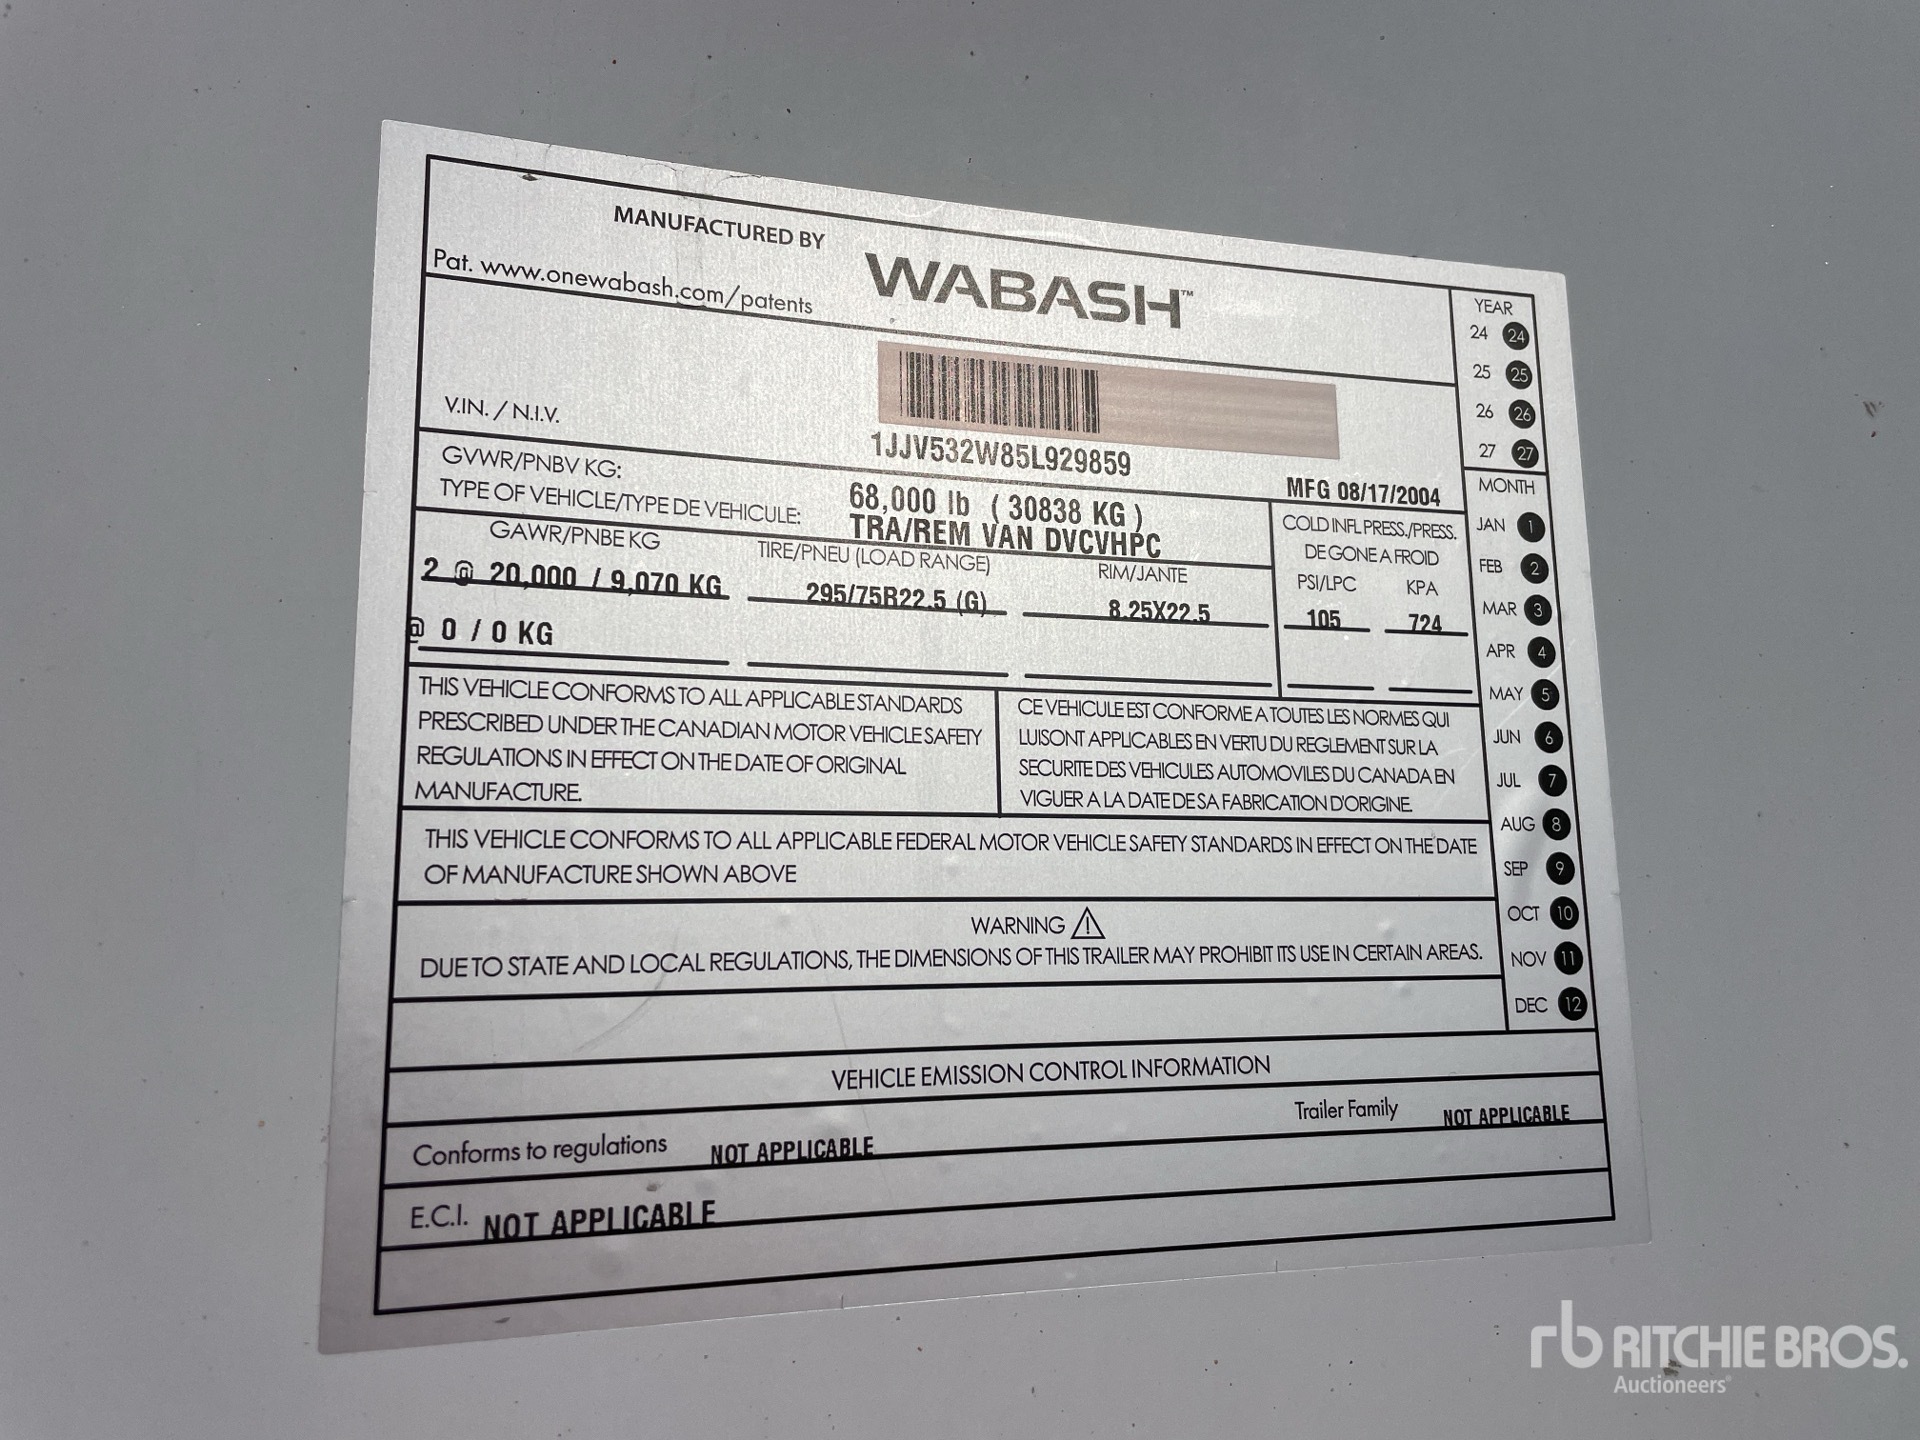 MANUFACTURED BY
WABASH™
Pat. www.onewabash.com/patents
V.I.N. / N.I.V.
1JJV532W85L929859
GVWR/PNBV KG:
68,000 lb ( 30838 KG )
MFG 08/17/2004
TYPE OF VEHICLE/TYPE DE VEHICULE:
TRA/REM VAN DVCVHPC
GAWR/PNBE KG
TIRE/PNEU (LOAD RANGE)
RIM/JANTE
COLD INFL PRESS./PRESS.
DE GONE A FROID
PSI/LPC KPA
2 @ 20,000 / 9,070 KG 295/75R22.5 (G) 8.25X22.5 105 724
@ 0 / 0 KG
THIS VEHICLE CONFORMS TO ALL APPLICABLE STANDARDS
PRESCRIBED UNDER THE CANADIAN MOTOR VEHICLE SAFETY
REGULATIONS IN EFFECT ON THE DATE OF ORIGINAL
MANUFACTURE.
CE VEHICULE EST CONFORME A TOUTES LES NORMES QUI
LUI SONT APPLICABLES EN VERTU DU REGLEMENT SUR LA
SECURITE DES VEHICULES AUTOMOVILES DU CANADA EN
VIGUER A LA DATE DE SA FABRICATION D'ORIGINE.
THIS VEHICLE CONFORMS TO ALL APPLICABLE FEDERAL MOTOR VEHICLE SAFETY STANDARDS IN EFFECT ON THE DATE
OF MANUFACTURE SHOWN ABOVE
WARNING
DUE TO STATE AND LOCAL REGULATIONS, THE DIMENSIONS OF THIS TRAILER MAY PROHIBIT ITS USE IN CERTAIN AREAS.
VEHICLE EMISSION CONTROL INFORMATION
Trailer Family NOT APPLICABLE
Conforms to regulations NOT APPLICABLE
E.C.I. NOT APPLICABLE
YEAR
24 24
25 25
26 26
27 27
MONTH
JAN 1
FEB 2
MAR 3
APR 4
MAY 5
JUN 6
JUL 7
AUG 8
SEP 9
OCT 10
NOV 11
DEC 12
rb RITCHIE BROS.
Auctioneers